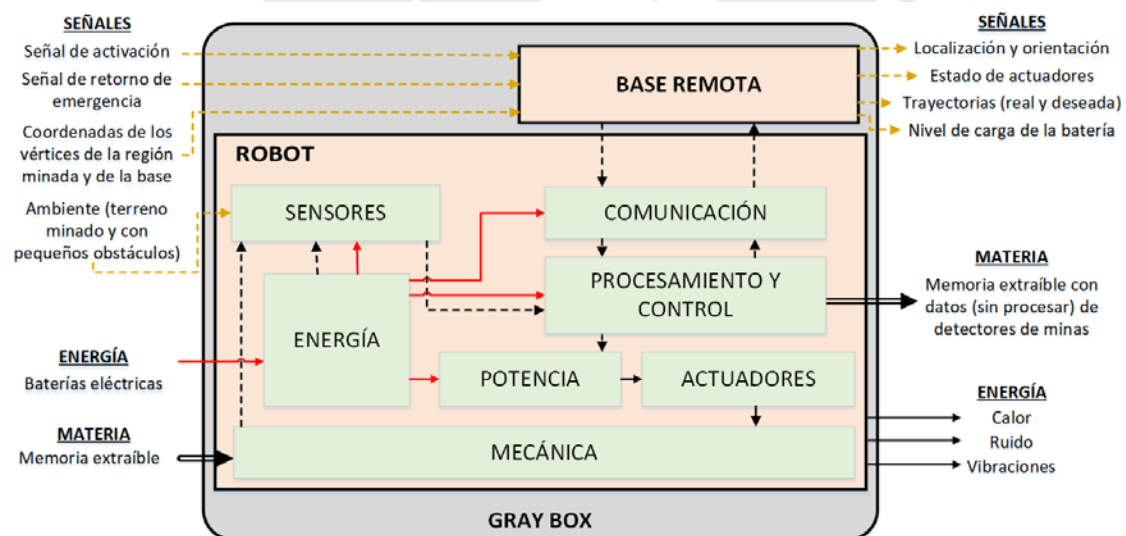 SEÑALES
Señal de activación
Señal de retorno de
emergencia
Coordenadas de los
vértices de la región
minada y de la base
Ambiente (terreno
minado y con
pequeños obstáculos)
ENERGÍA
Baterías eléctricas
MATERIA
Memoria extraíble
BASE REMOTA
ROBOT
SENSORES
COMUNICACIÓN
PROCESAMIENTO Y
CONTROL
ENERGÍA
POTENCIA
ACTUADORES
MECÁNICA
GRAY BOX
SEÑALES
Localización y orientación
Estado de actuadores
Trayectorias (real y deseada)
Nivel de carga de la batería
MATERIA
Memoria extraíble con
datos (sin procesar) de
detectores de minas
ENERGÍA
Calor
Ruido
Vibraciones